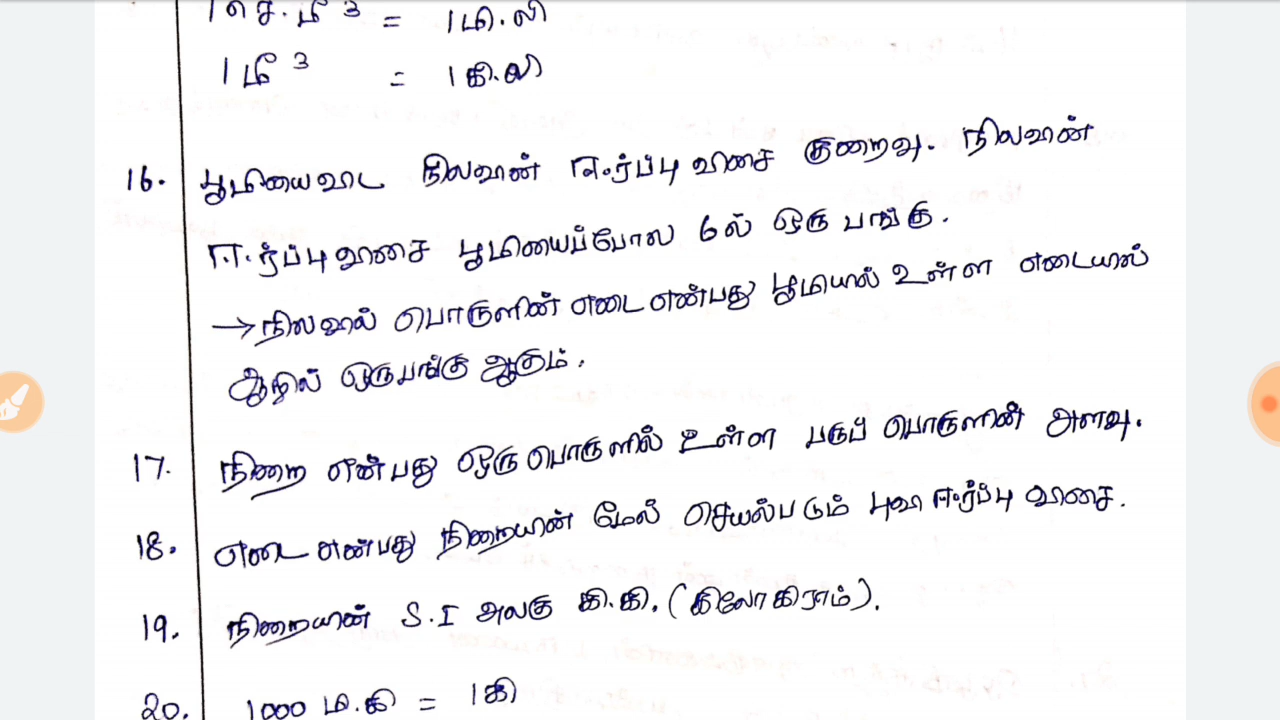 1 செ.மீ 3 = 1 மி.லி
1 மீ 3 = 1 கி.லி
16. பூமியைவிட நிலவின் ஈர்ப்பு விசை குறைவு. நிலவின்
ஈர்ப்பு விசை பூமியைப்போல 6ல் ஒரு பங்கு.
→ நிலவில் பொருளின் எடை என்பது பூமியில் உள்ள எடையில்
ஆறில் ஒரு பங்கு ஆகும்.
17. நிறை என்பது ஒரு பொருளில் உள்ள பருப் பொருளின் அளவு.
18. எடை என்பது நிறையின் மேல் செயல்படும் புவி ஈர்ப்பு விசை.
19. நிறையின் S.I அலகு கி.கி. (கிலோகிராம்).
20. 1000 மி.கி = 1கி